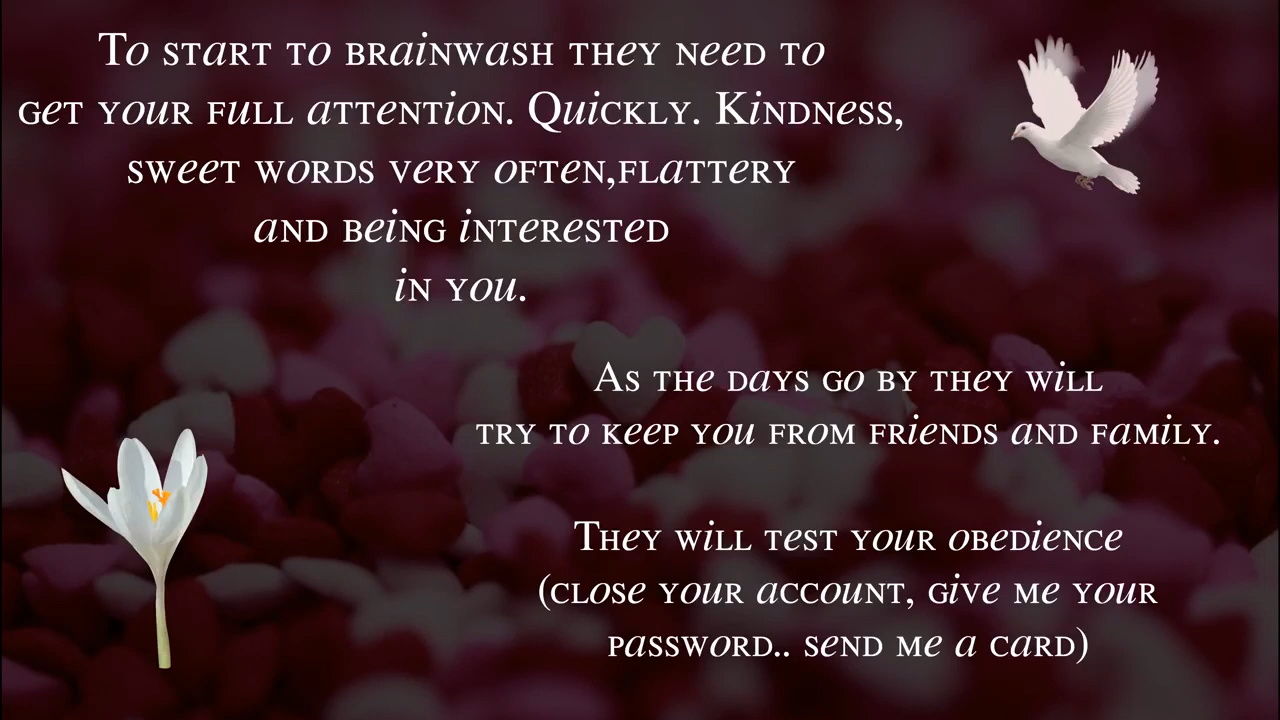 To start to brainwash they need to
get your full attention. Quickly. Kindness,
sweet words very often,flattery
and being interested
in you.
As the days go by they will
try to keep you from friends and family.
They will test your obedience
(close your account, give me your
password.. send me a card)